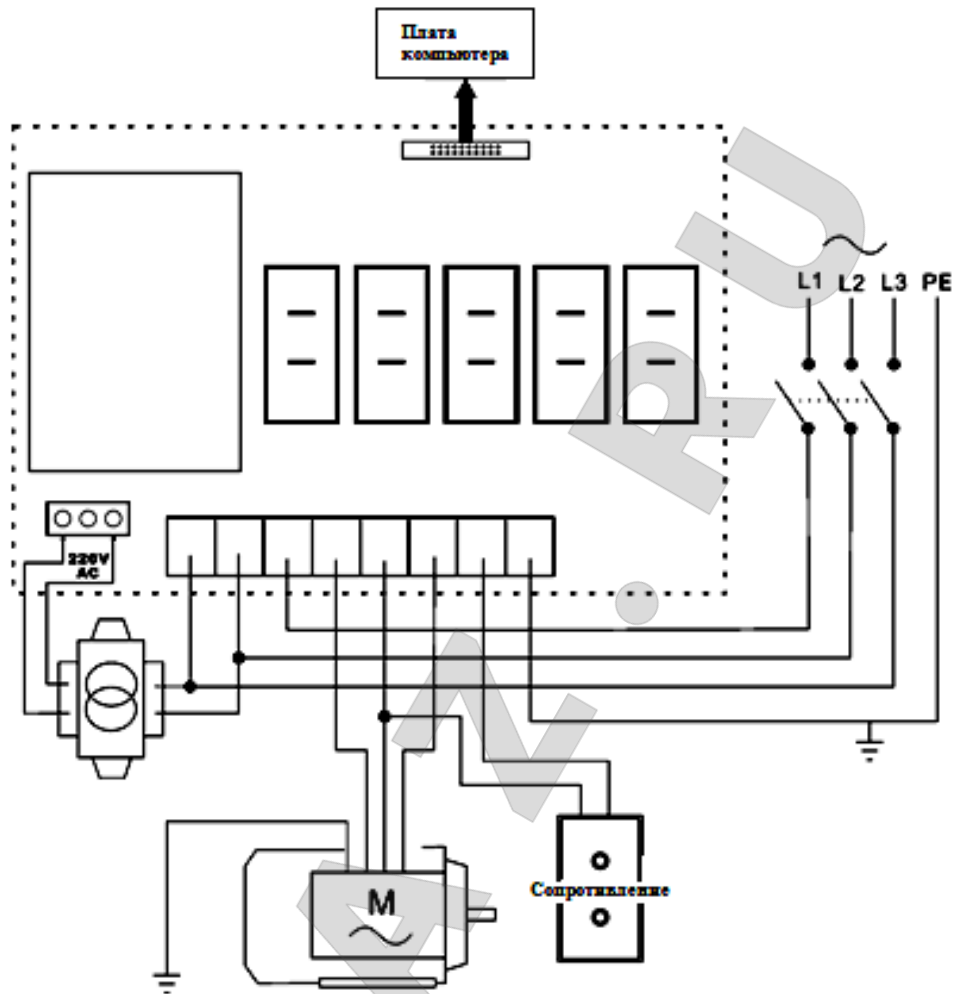 Плата
компьютера
L1 L2 L3 PE
220V
AC
M
Сопротивление
A N . R U